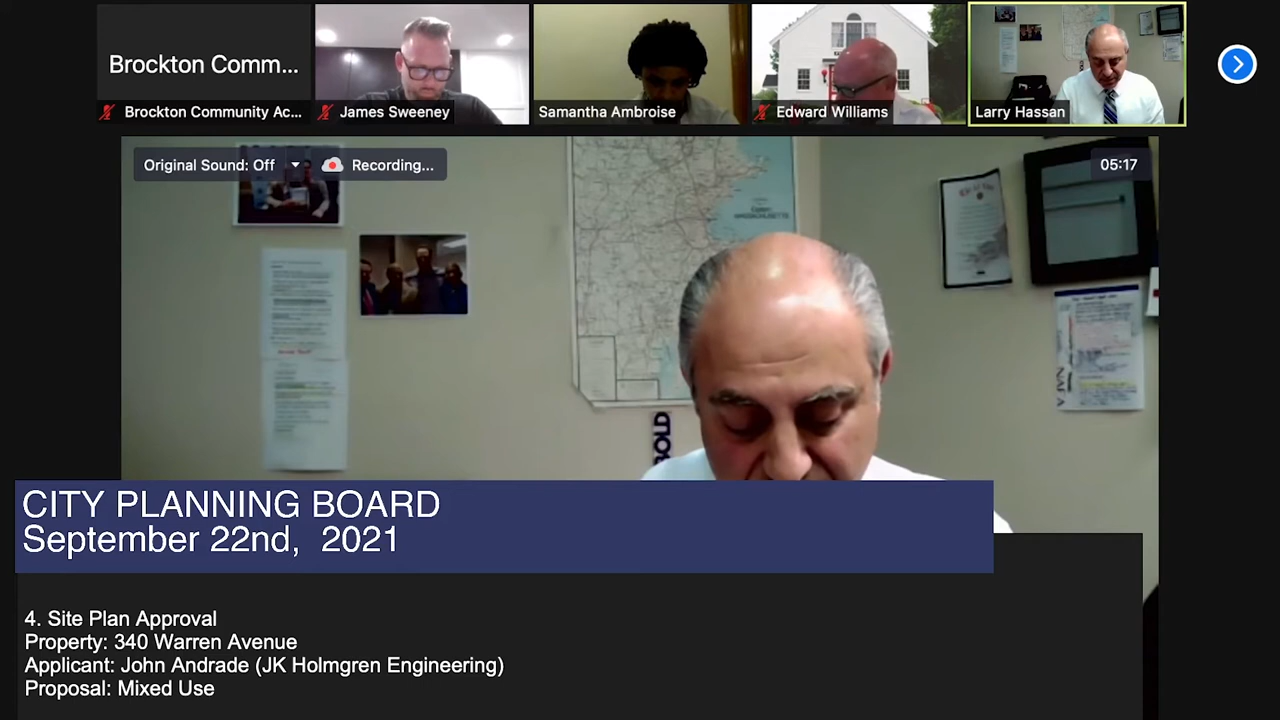 Brockton Comm...
Brockton Community Ac...
James Sweeney
Samantha Ambroise
Edward Williams
Larry Hassan
Original Sound: Off
Recording...
05:17
MASSACHUSETTS
BOLD
CITY PLANNING BOARD
September 22nd, 2021
4. Site Plan Approval
Property: 340 Warren Avenue
Applicant: John Andrade (JK Holmgren Engineering)
Proposal: Mixed Use